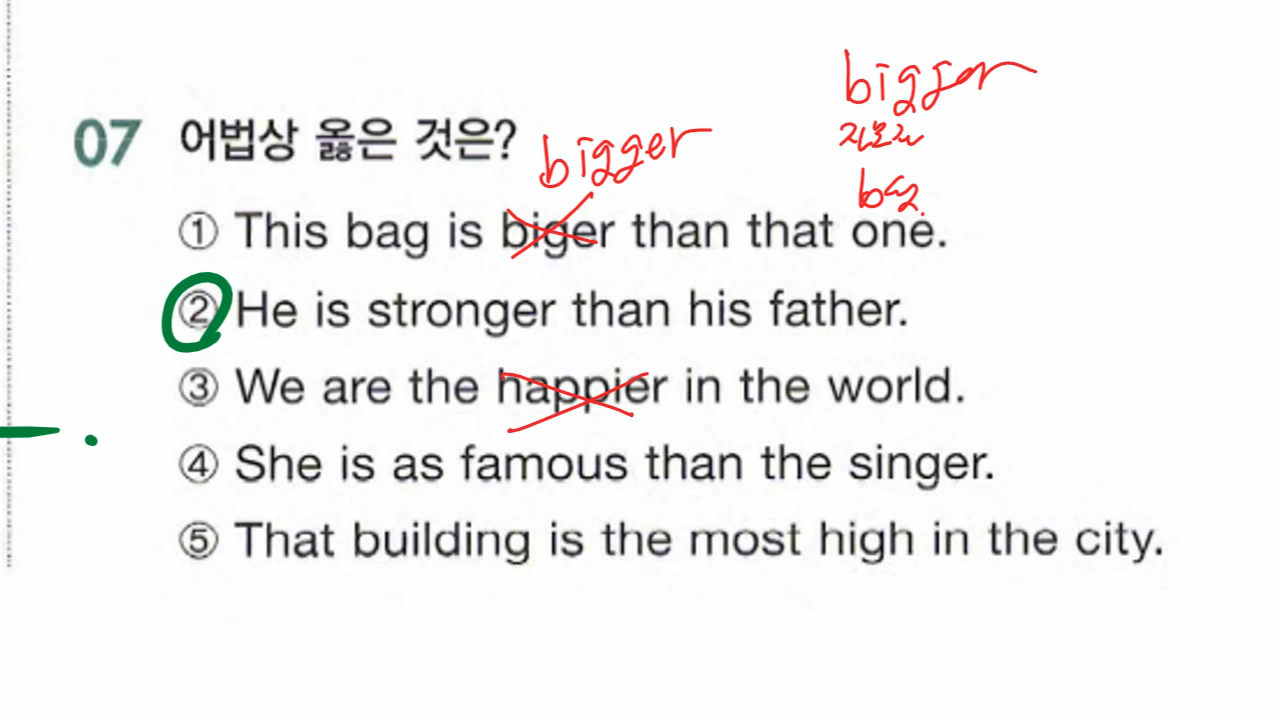 bigger
07 어법상 옳은 것은? bigger
① This bag is biger than that one.
② He is stronger than his father.
③ We are the happier in the world.
④ She is as famous than the singer.
⑤ That building is the most high in the city.